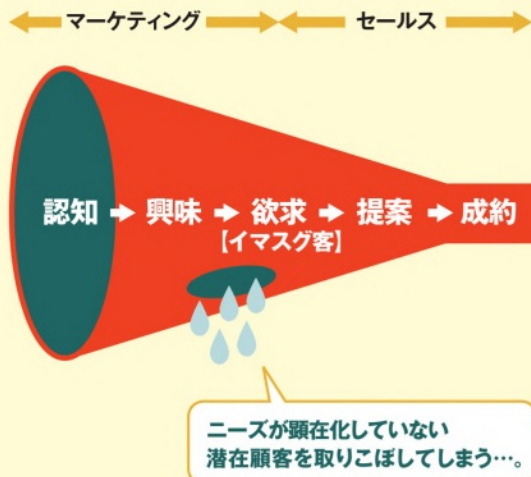 マーケティング セールス
認知 → 興味 → 欲求 → 提案 → 成約
【イマスグ客】
ニーズが顕在化していない
潜在顧客を取りこぼしてしまう…。